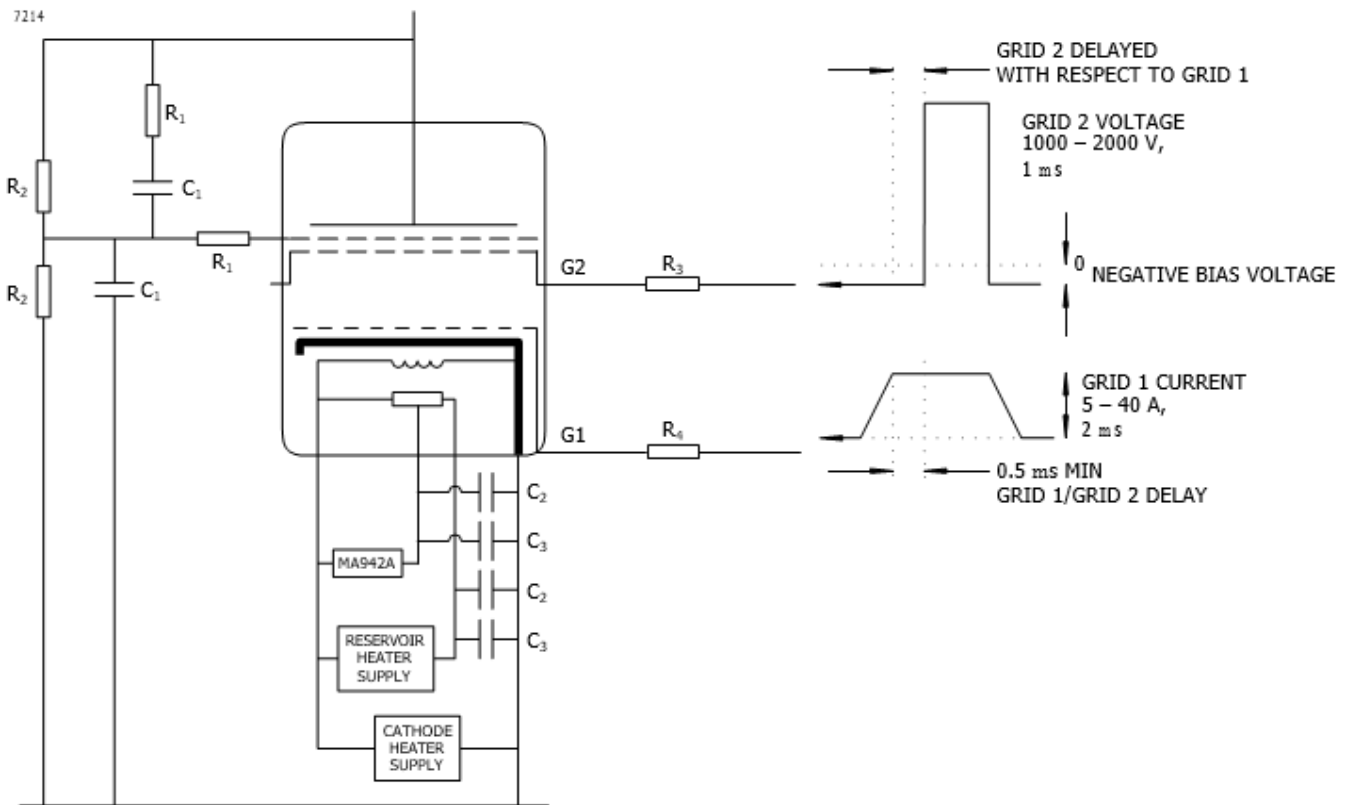 7214
GRID 2 DELAYED
WITH RESPECT TO GRID 1
R₁
GRID 2 VOLTAGE
1000 – 2000 V,
1 ms
R₂
C₁
R₁
G2
R₃
0
NEGATIVE BIAS VOLTAGE
R₂
C₁
GRID 1 CURRENT
5 – 40 A,
2 ms
G1
R₄
0.5 ms MIN
GRID 1/GRID 2 DELAY
C₂
C₃
MA942A
C₂
C₃
RESERVOIR
HEATER
SUPPLY
CATHODE
HEATER
SUPPLY